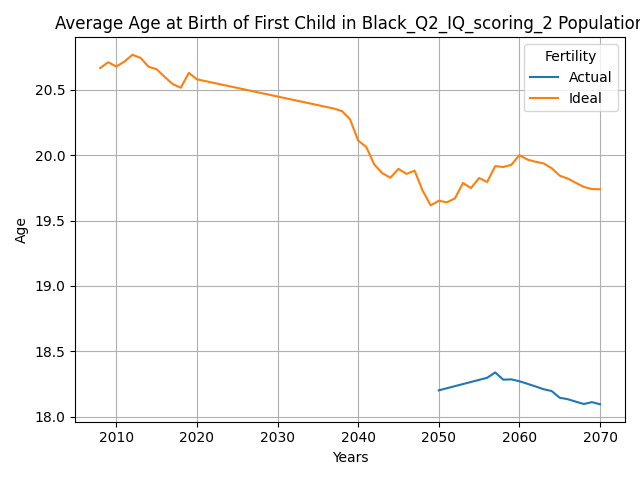 Average Age at Birth of First Child in Black_Q2_IQ_scoring_2 Population
Fertility
Actual
Ideal
20.5
20.0
19.5
19.0
18.5
18.0
Age
2010 2020 2030 2040 2050 2060 2070
Years